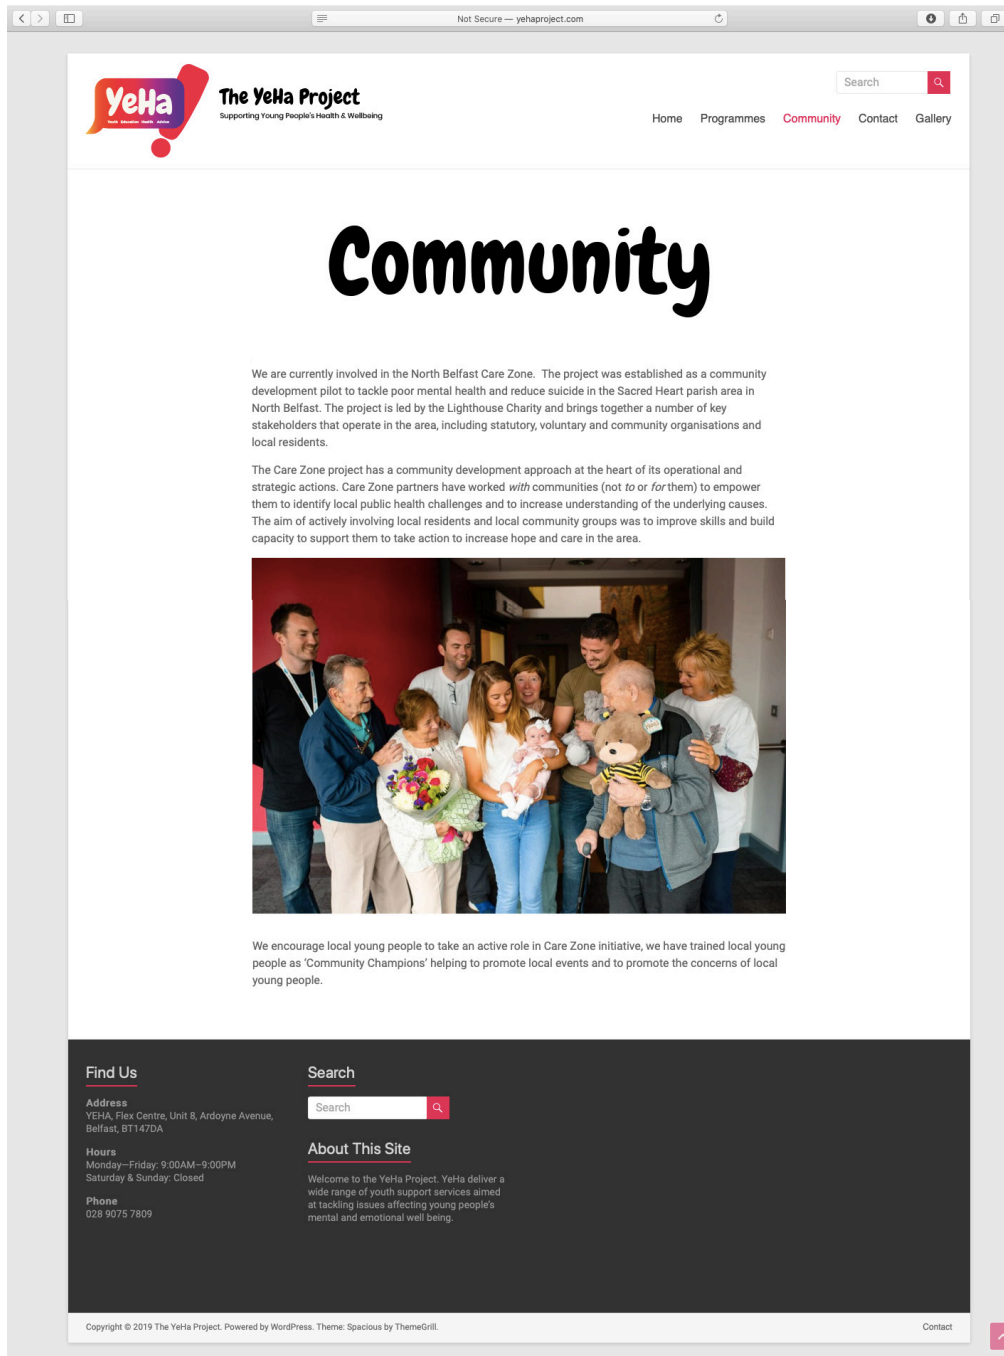 Not Secure — yehaproject.com
YeHa
Youth Education Health Advice
The YeHa Project
Supporting Young People's Health & Wellbeing
Search
Home Programmes Community Contact Gallery
Community
We are currently involved in the North Belfast Care Zone. The project was established as a community
development pilot to tackle poor mental health and reduce suicide in the Sacred Heart parish area in
North Belfast. The project is led by the Lighthouse Charity and brings together a number of key
stakeholders that operate in the area, including statutory, voluntary and community organisations and
local residents.
The Care Zone project has a community development approach at the heart of its operational and
strategic actions. Care Zone partners have worked with communities (not to or for them) to empower
them to identify local public health challenges and to increase understanding of the underlying causes.
The aim of actively involving local residents and local community groups was to improve skills and build
capacity to support them to take action to increase hope and care in the area.
We encourage local young people to take an active role in Care Zone initiative, we have trained local young
people as ‘Community Champions’ helping to promote local events and to promote the concerns of local
young people.
Find Us
Address
YEHA, Flex Centre, Unit 8, Ardoyne Avenue,
Belfast, BT147DA
Hours
Monday—Friday: 9:00AM–9:00PM
Saturday & Sunday: Closed
Phone
028 9075 7809
Search
Search
About This Site
Welcome to the YeHa Project. YeHa deliver a
wide range of youth support services aimed
at tackling issues affecting young people's
mental and emotional well being.
Copyright © 2019 The YeHa Project. Powered by WordPress. Theme: Spacious by ThemeGrill.
Contact